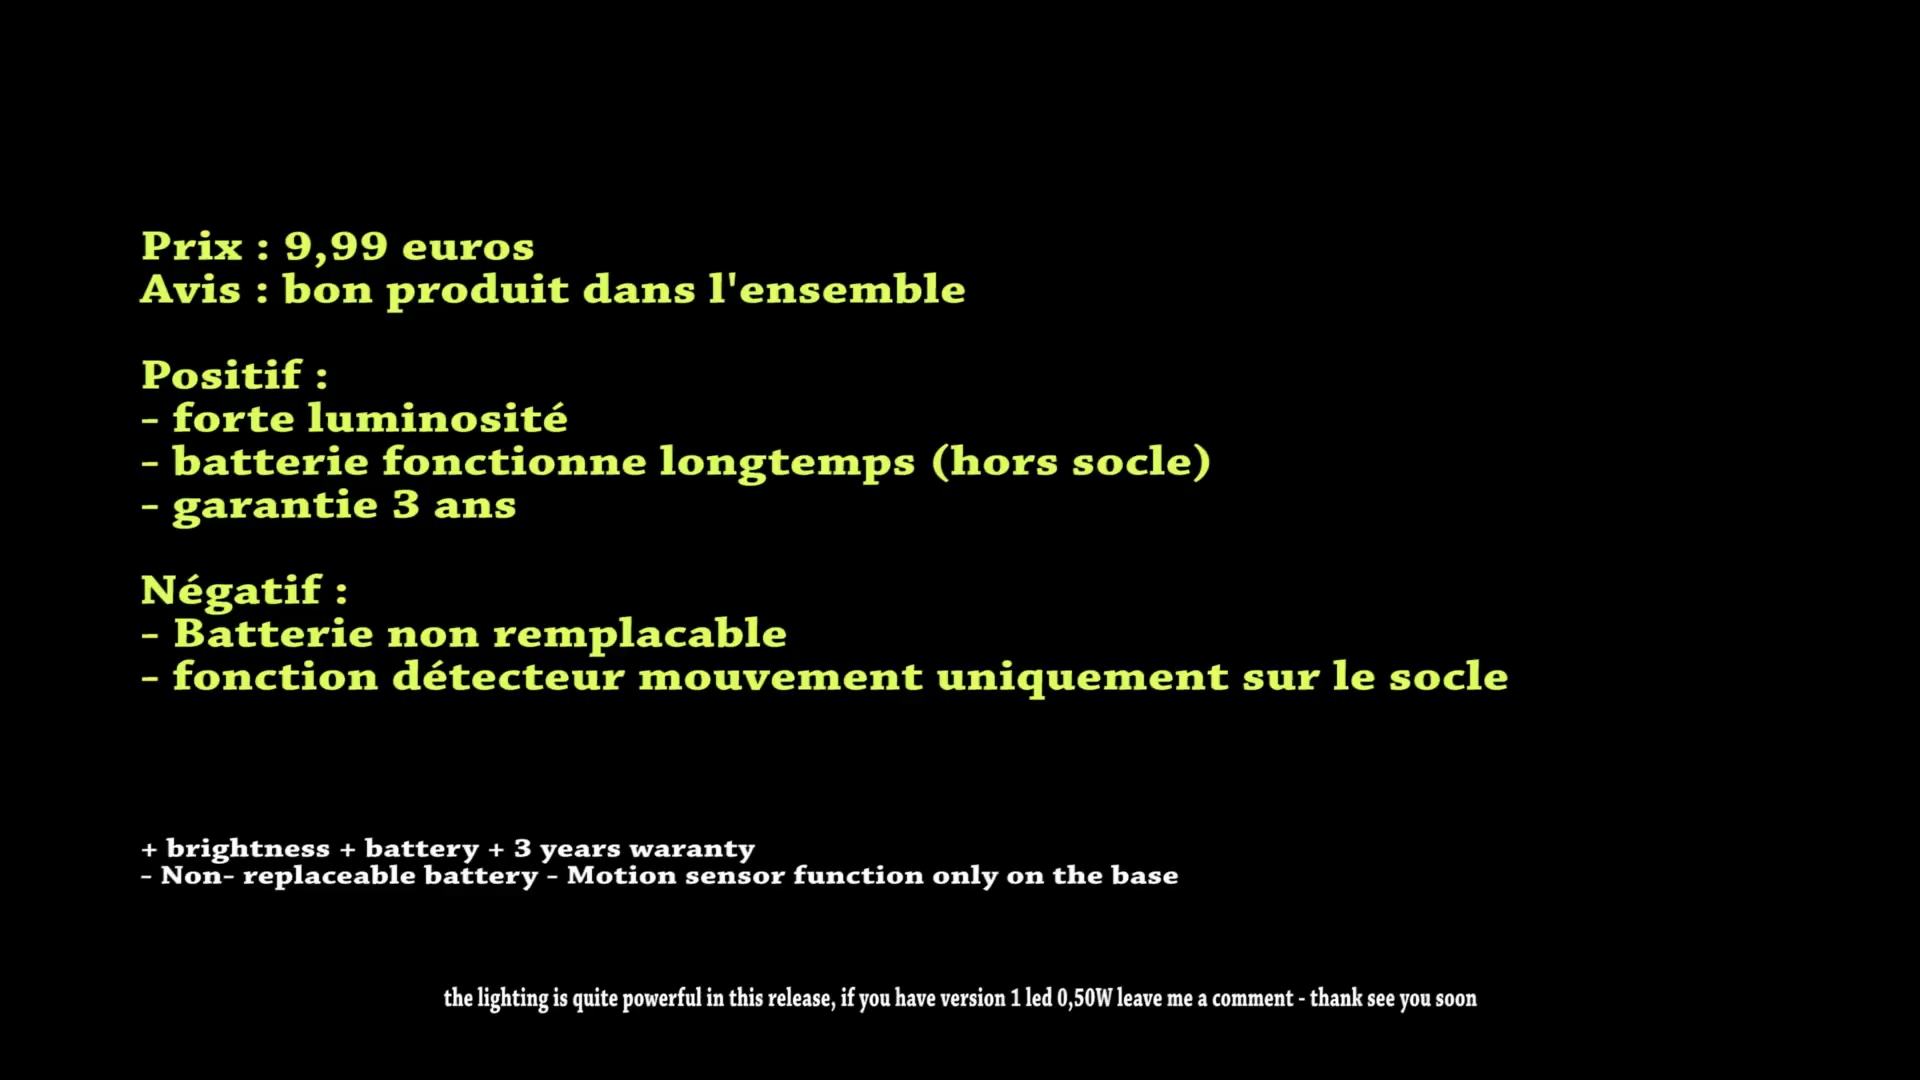 Prix : 9,99 euros
Avis : bon produit dans l'ensemble
Positif :
- forte luminosité
- batterie fonctionne longtemps (hors socle)
- garantie 3 ans
Négatif :
- Batterie non remplacable
- fonction détecteur mouvement uniquement sur le socle
+ brightness + battery + 3 years waranty
- Non- replaceable battery - Motion sensor function only on the base
the lighting is quite powerful in this release, if you have version 1 led 0,50W leave me a comment - thank see you soon